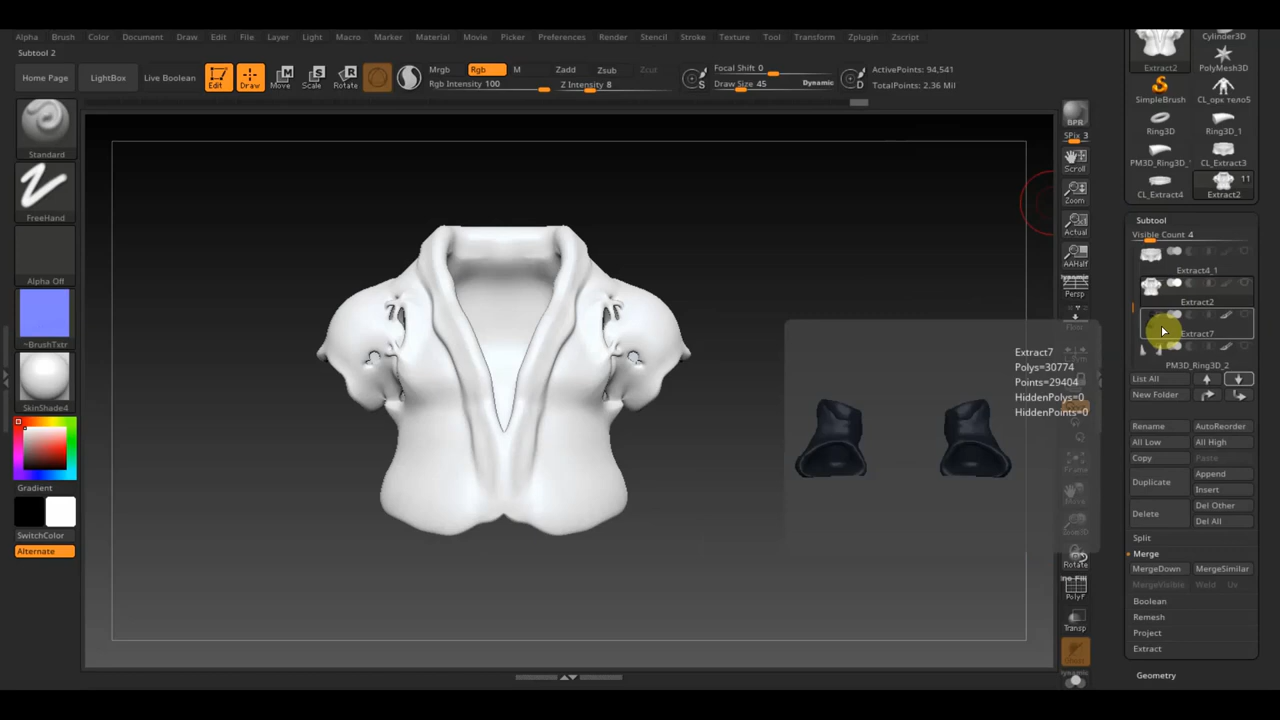 Alpha Brush Color Document Draw Edit File Layer Light Macro Marker Material Movie Picker Preferences Render Stencil Stroke Texture Tool Transform Zplugin Zscript
Subtool 2
Home Page
LightBox
Live Boolean
Edit
Draw
Move
Scale
Rotate
Mrgb
Rgb
M
Rgb Intensity 100
Zadd
Zsub
Zcut
Z Intensity 8
Focal Shift 0
Draw Size 45
Dynamic
ActivePoints: 94,541
TotalPoints: 2.36 Mil
Standard
FreeHand
Alpha Off
~BrushTxtr
SkinShade4
Gradient
SwitchColor
Alternate
BPR
SPix 3
Scroll
Zoom
Actual
AAHalf
Persp
Rotate
PolyF
Transp
Extract7
Polys=30774
Points=29404
HiddenPolys=0
HiddenPoints=0
Extract2
Cylinder3D
PolyMesh3D
SimpleBrush
CL_орк тело5
Ring3D
Ring3D_1
PM3D_Ring3D_
CL_Extract3
CL_Extract4
11
Extract2
Subtool
Visible Count 4
Extract4_1
Extract2
Extract7
PM3D_Ring3D_2
List All
New Folder
Rename
AutoReorder
All Low
All High
Copy
Paste
Duplicate
Append
Insert
Delete
Del Other
Del All
Split
Merge
MergeDown
MergeSimilar
MergeVisible
Weld
Uv
Boolean
Remesh
Project
Extract
Geometry